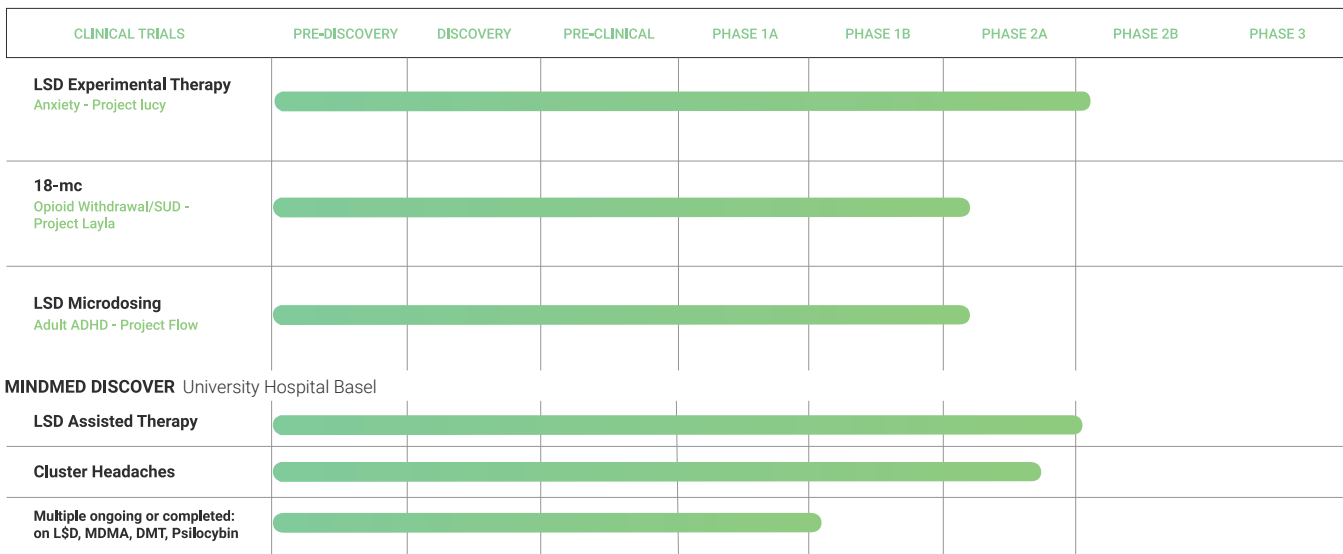 CLINICAL TRIALS PRE-DISCOVERY DISCOVERY PRE-CLINICAL PHASE 1A PHASE 1B PHASE 2A PHASE 2B PHASE 3
LSD Experimental Therapy
Anxiety - Project lucy
18-mc
Opioid Withdrawal/SUD -
Project Layla
LSD Microdosing
Adult ADHD - Project Flow
MINDMED DISCOVER University Hospital Basel
LSD Assisted Therapy
Cluster Headaches
Multiple ongoing or completed:
on L$D, MDMA, DMT, Psilocybin